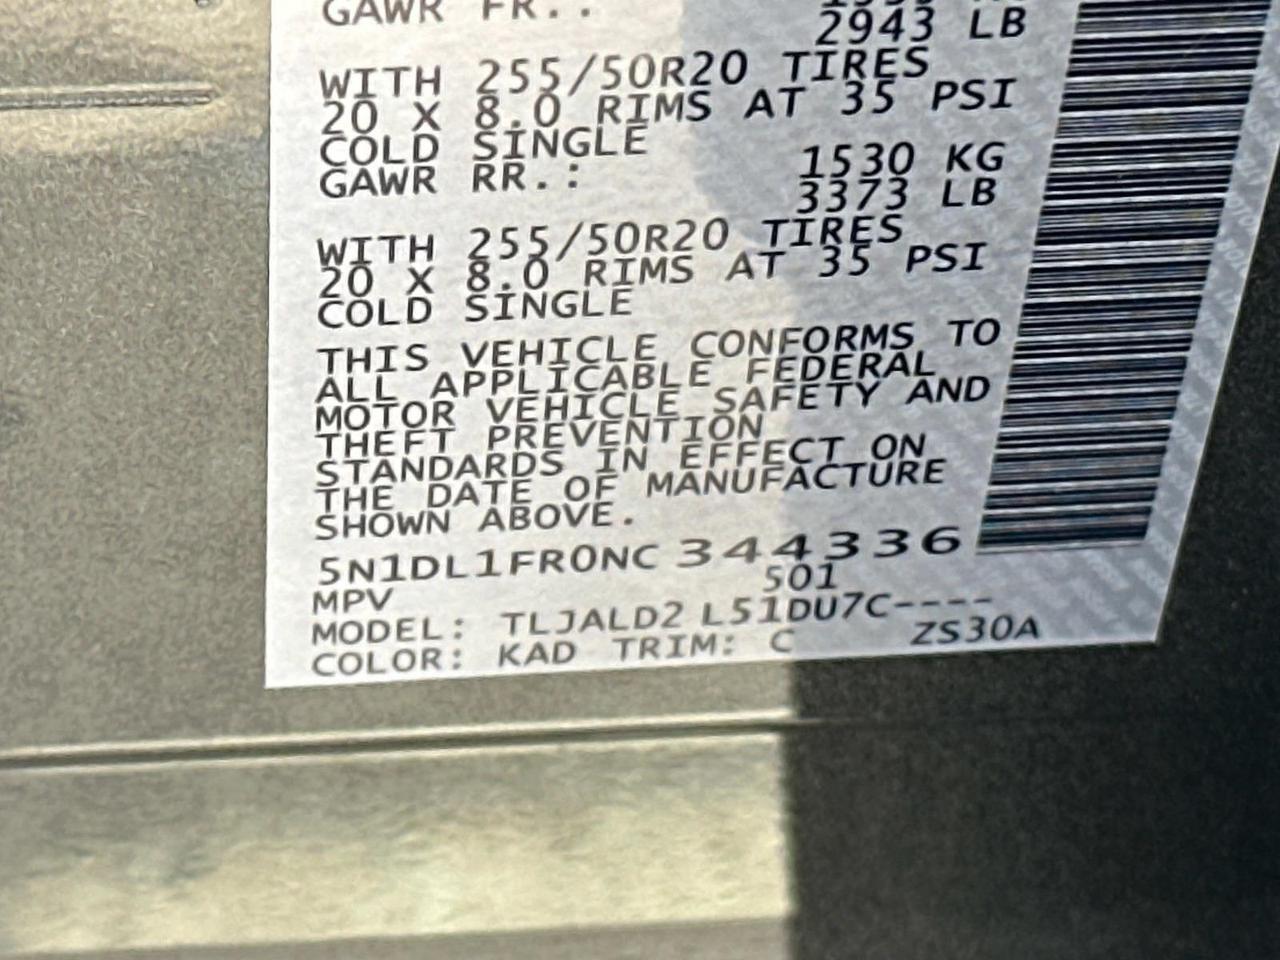 GAWR FR.:
2943 LB
WITH 255/50R20 TIRES
20 X 8.0 RIMS AT 35 PSI
COLD SINGLE
GAWR RR.: 1530 KG
3373 LB
WITH 255/50R20 TIRES
20 X 8.0 RIMS AT 35 PSI
COLD SINGLE
THIS VEHICLE CONFORMS TO
ALL APPLICABLE FEDERAL
MOTOR VEHICLE SAFETY AND
THEFT PREVENTION
STANDARDS IN EFFECT ON
THE DATE OF MANUFACTURE
SHOWN ABOVE.
5N1DL1FR0NC 344336
MPV 501
MODEL: TLJALD2 L51DU7C----
COLOR: KAD TRIM: C ZS30A